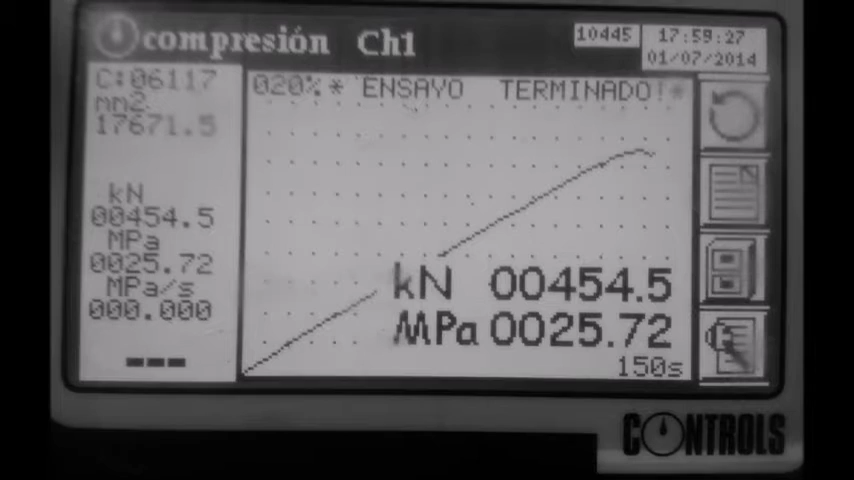 compresión Ch1
10445
17:59:27
01/07/2014
C:06117
mm2
17671.5
kN
00454.5
MPa
0025.72
MPa/s
000.000
---
020%* ENSAYO TERMINADO!*
kN 00454.5
MPa 0025.72
150s
CONTROLS